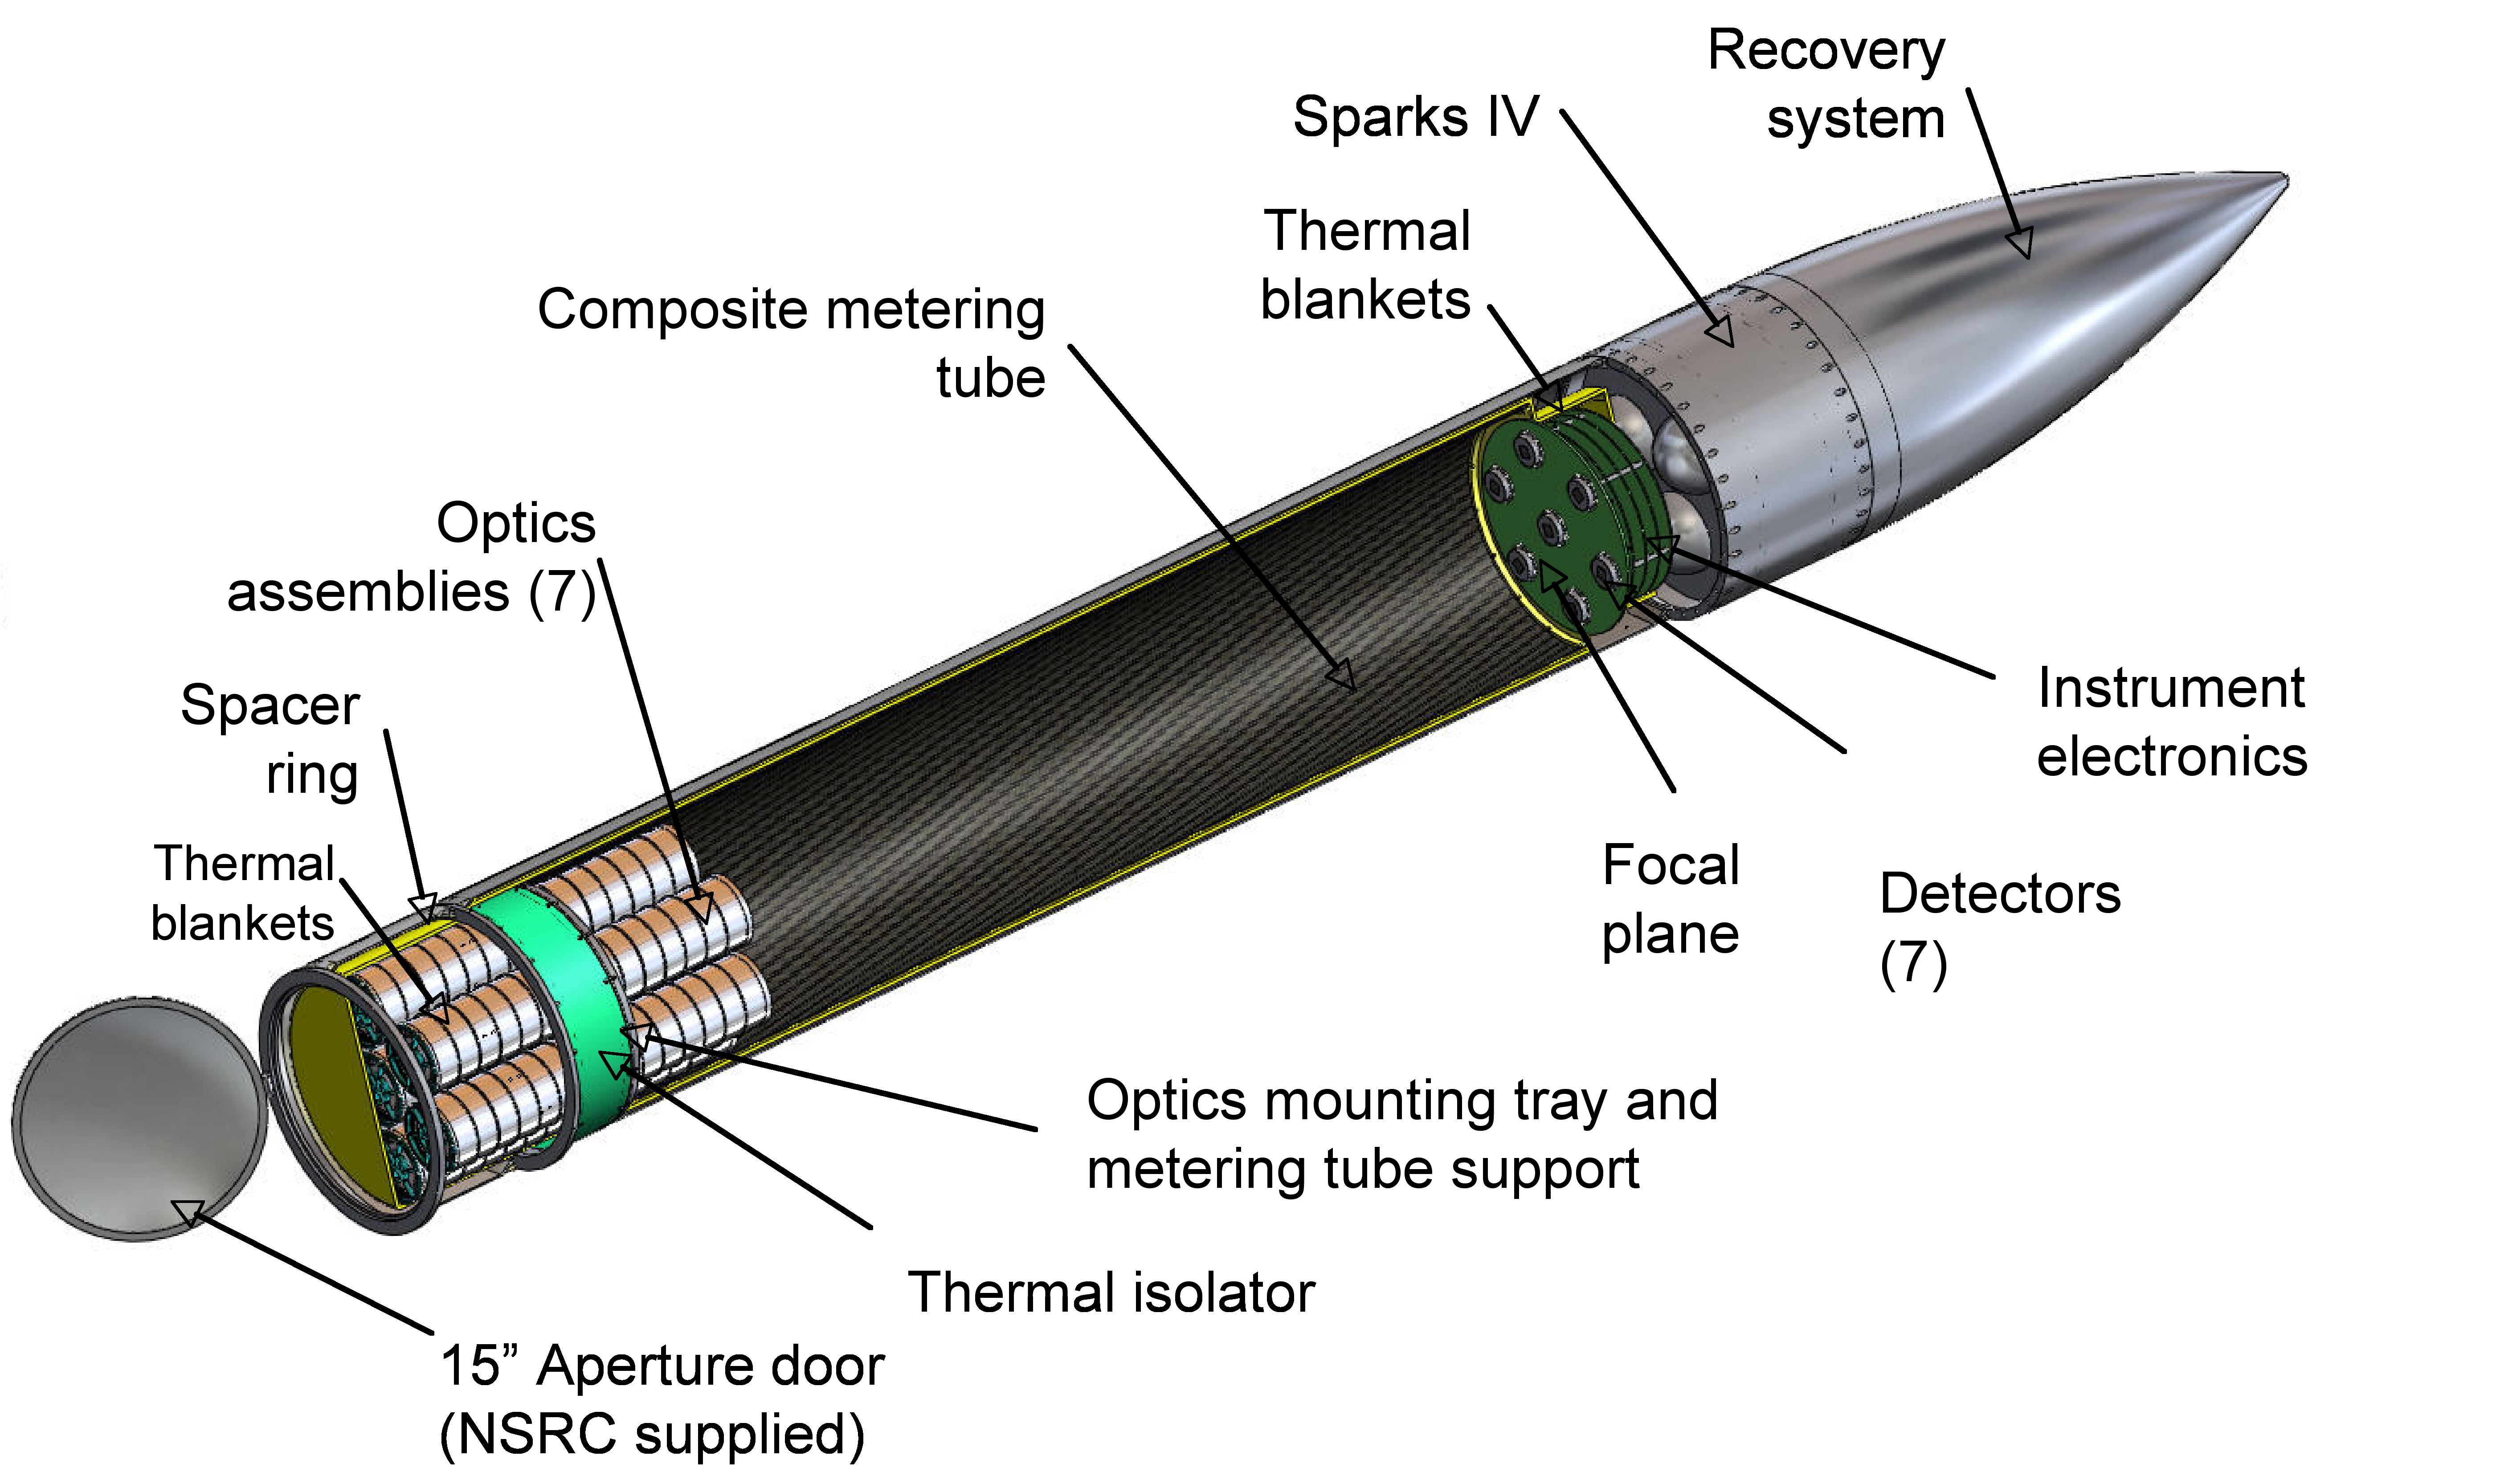 Recovery
system
Sparks IV
Thermal
blankets
Composite metering
tube
Optics
assemblies (7)
Spacer
ring
Thermal
blankets
Instrument
electronics
Focal
plane
Detectors
(7)
Optics mounting tray and
metering tube support
Thermal isolator
15” Aperture door
(NSRC supplied)